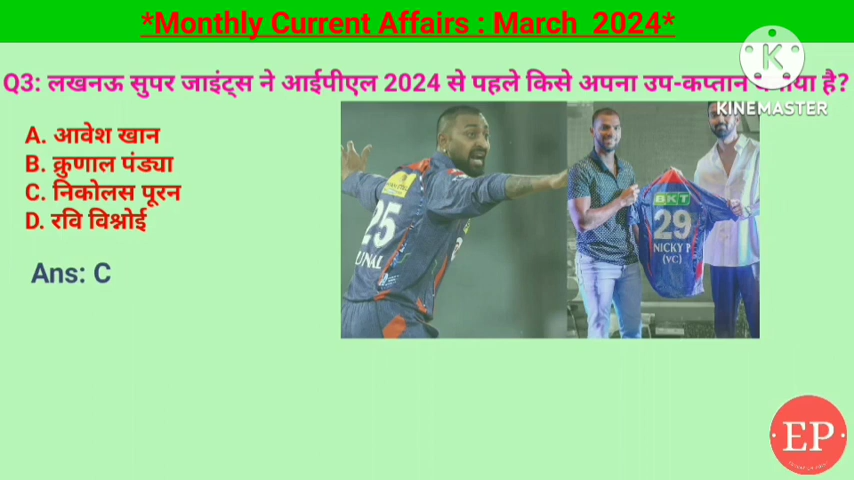 *Monthly Current Affairs : March 2024*
K
KINEMASTER
Q3: लखनऊ सुपर जाइंट्स ने आईपीएल 2024 से पहले किसे अपना उप-कप्तान है?
A. आवेश खान
B. क्रुणाल पंड्या
C. निकोलस पूरन
D. रवि विश्नोई
Ans: C
25
BKT
29
NICKY P
(VC)
EP